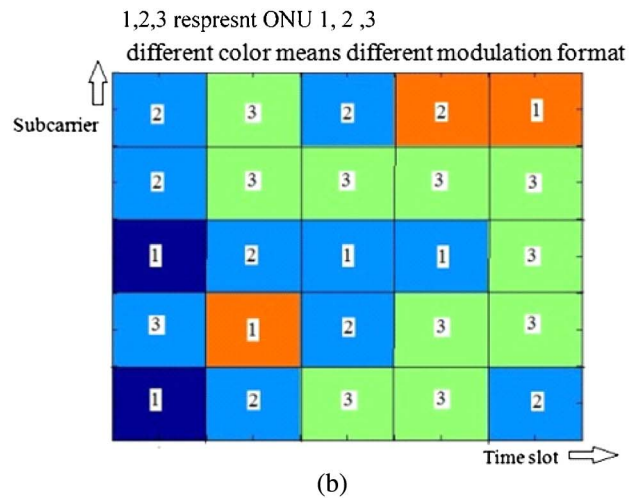 1,2,3 respresnt ONU 1, 2 ,3
different color means different modulation format
Subcarrier
2 3 2 2 1
2 3 3 3 3
1 2 1 1 3
3 1 2 3 3
1 2 3 3 2
Time slot
(b)